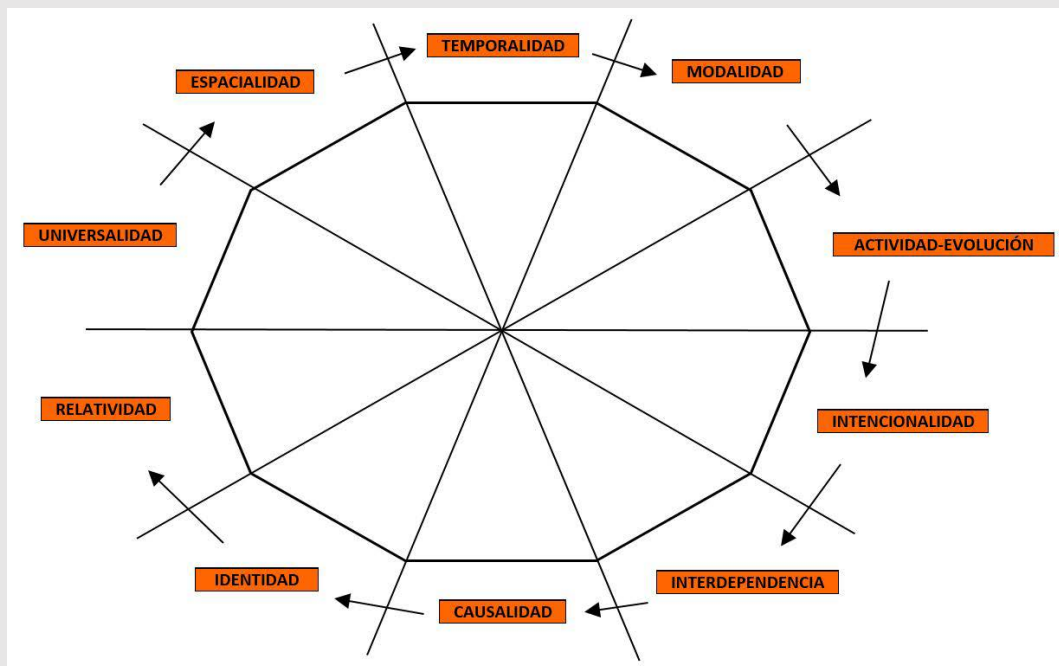 TEMPORALIDAD
MODALIDAD
ESPACIALIDAD
UNIVERSALIDAD
ACTIVIDAD-EVOLUCIÓN
RELATIVIDAD
INTENCIONALIDAD
IDENTIDAD
INTERDEPENDENCIA
CAUSALIDAD